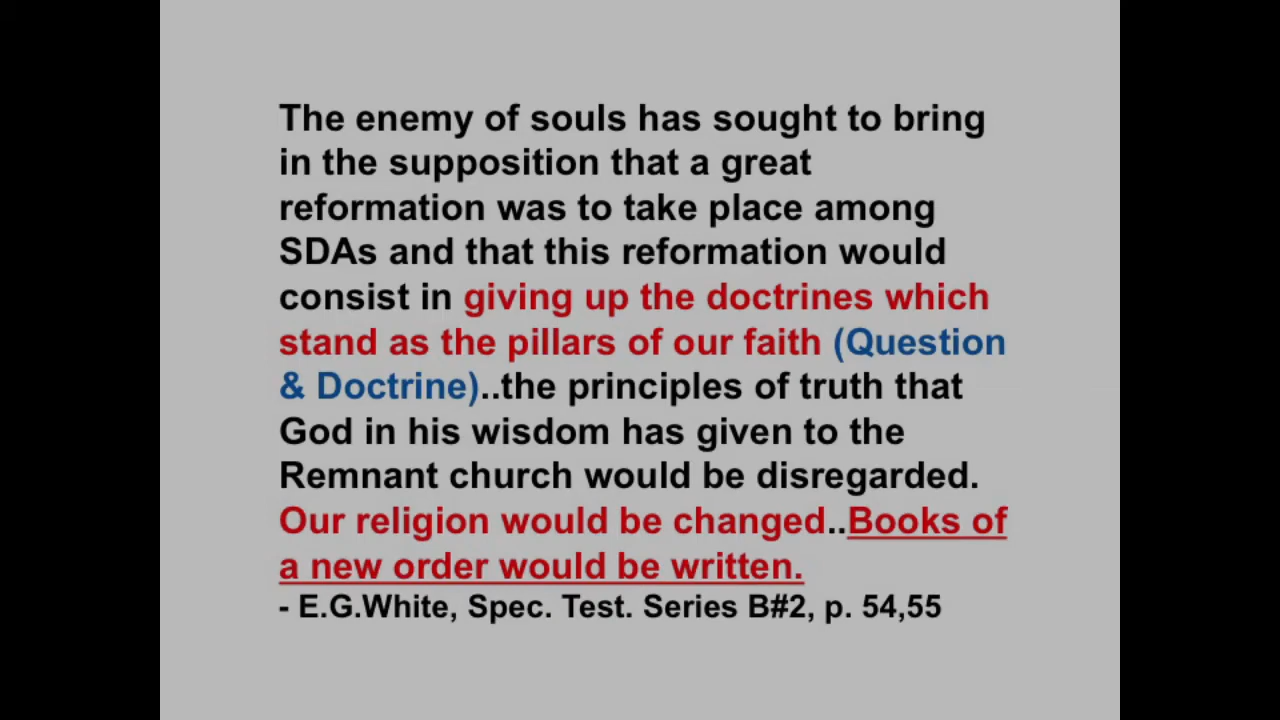 The enemy of souls has sought to bring
in the supposition that a great
reformation was to take place among
SDAs and that this reformation would
consist in giving up the doctrines which
stand as the pillars of our faith (Question
& Doctrine)..the principles of truth that
God in his wisdom has given to the
Remnant church would be disregarded.
Our religion would be changed..Books of
a new order would be written.
- E.G.White, Spec. Test. Series B#2, p. 54,55